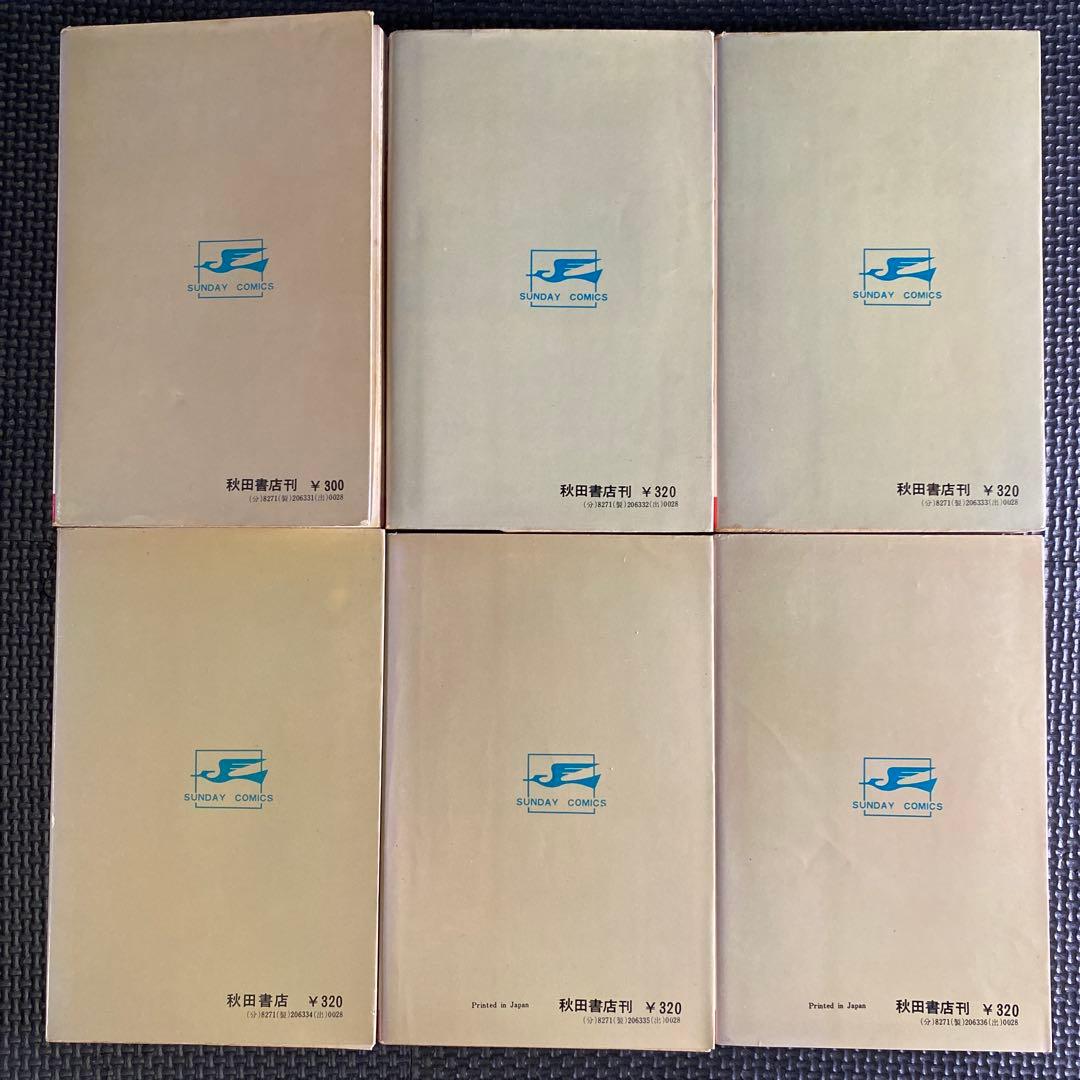 SUNDAY COMICS
秋田書店刊 ¥300
(分)8271(製)206331(出)0028
SUNDAY COMICS
秋田書店刊 ¥320
(分)8271(製)206332(出)0028
SUNDAY COMICS
秋田書店刊 ¥320
(分)8271(製)206333(出)0028
SUNDAY COMICS
秋田書店 ¥320
(分)8271(製)206334(出)0028
SUNDAY COMICS
Printed in Japan 秋田書店刊 ¥320
(分)8271(製)206335(出)0028
SUNDAY COMICS
Printed in Japan 秋田書店刊 ¥320
(分)8271(製)206336(出)0028